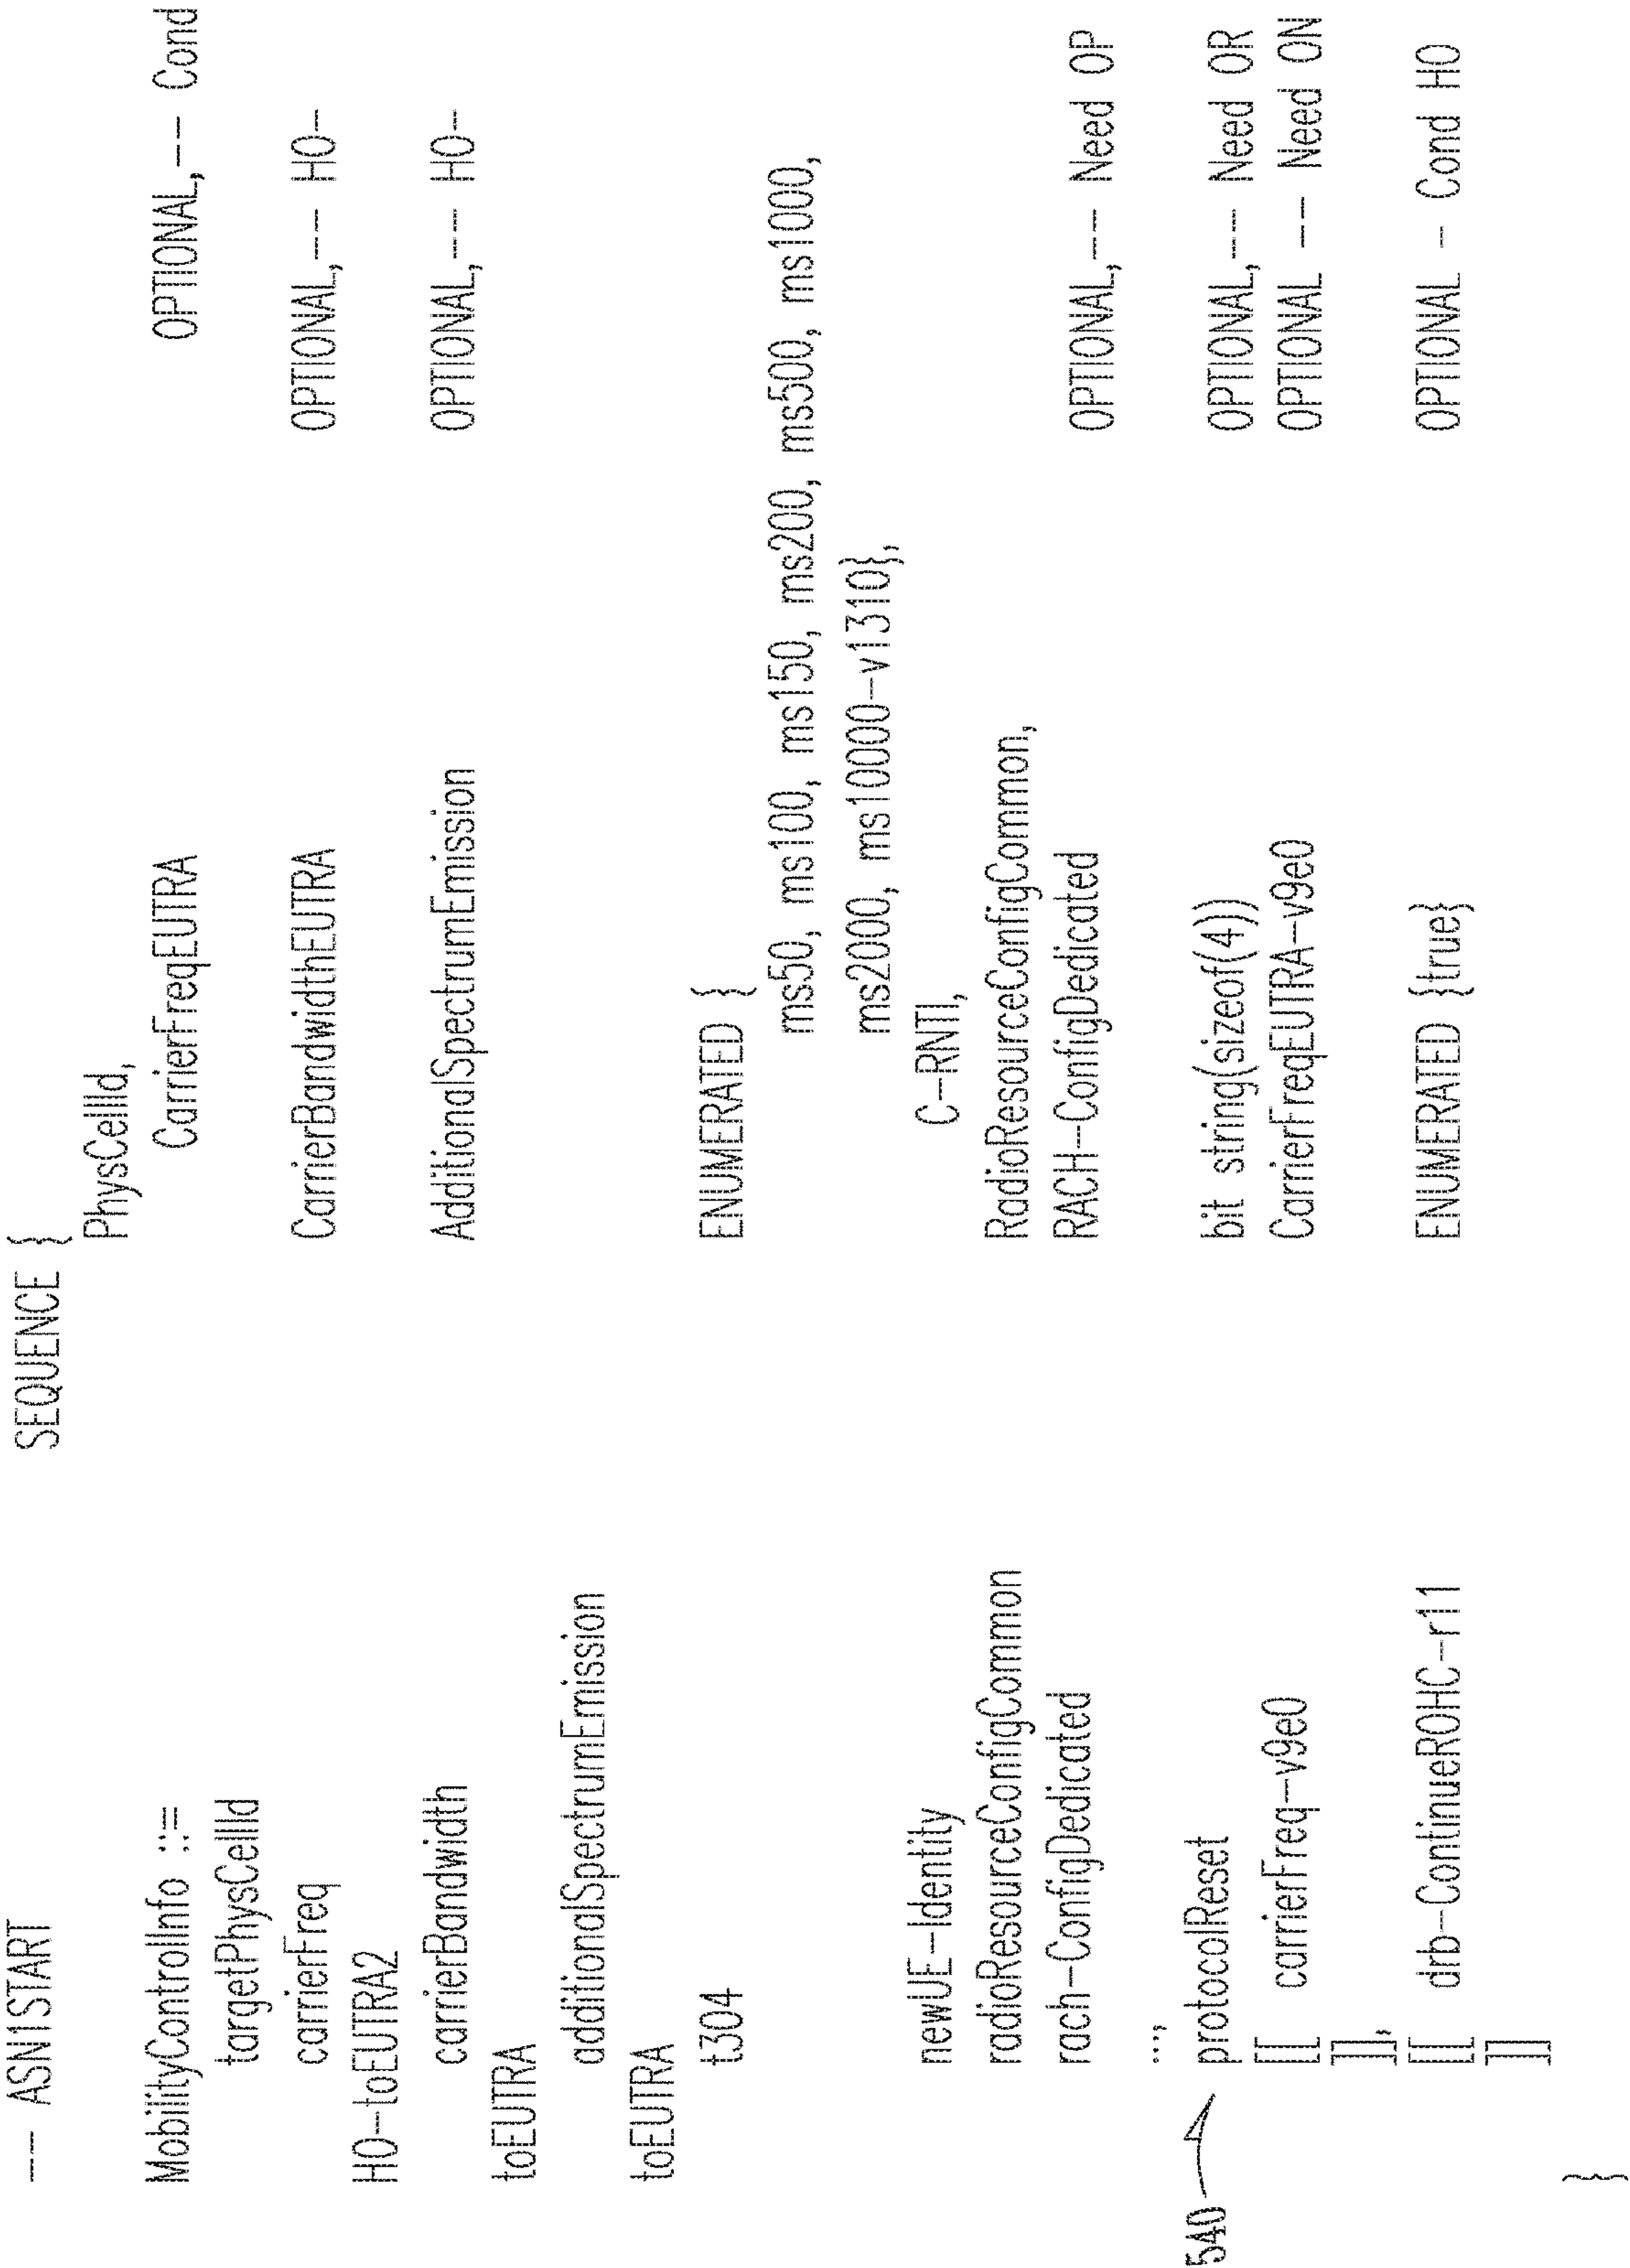 -- ASN1START SEQUENCE {
PhysCellId,
MobilityControlInfo ::= CarrierFreqEUTRA OPTIONAL,-- Cond
targetPhysCellId
carrierFreq CarrierBandwidthEUTRA OPTIONAL,-- HO-
HO-toEUTRA2
carrierBandwidth AdditionalSpectrumEmission OPTIONAL,-- HO-
toEUTRA
additionalSpectrumEmission
toEUTRA
t304 ENUMERATED {
ms50, ms100, ms150, ms200, ms500, ms1000,
ms2000, ms10000-v1310},
newUE-Identity C-RNTI,
radioResourceConfigCommon RadioResourceConfigCommon,
rach-ConfigDedicated RACH-ConfigDedicated OPTIONAL,-- Need OP
...,
540 protocolReset bit string(sizeof(4)) OPTIONAL,-- Need OR
[[ carrierFreq-v9e0 CarrierFreqEUTRA-v9e0 OPTIONAL -- Need ON
]],
[[ drb-ContinueROHC-r11 ENUMERATED {true} OPTIONAL - Cond HO
]]
}